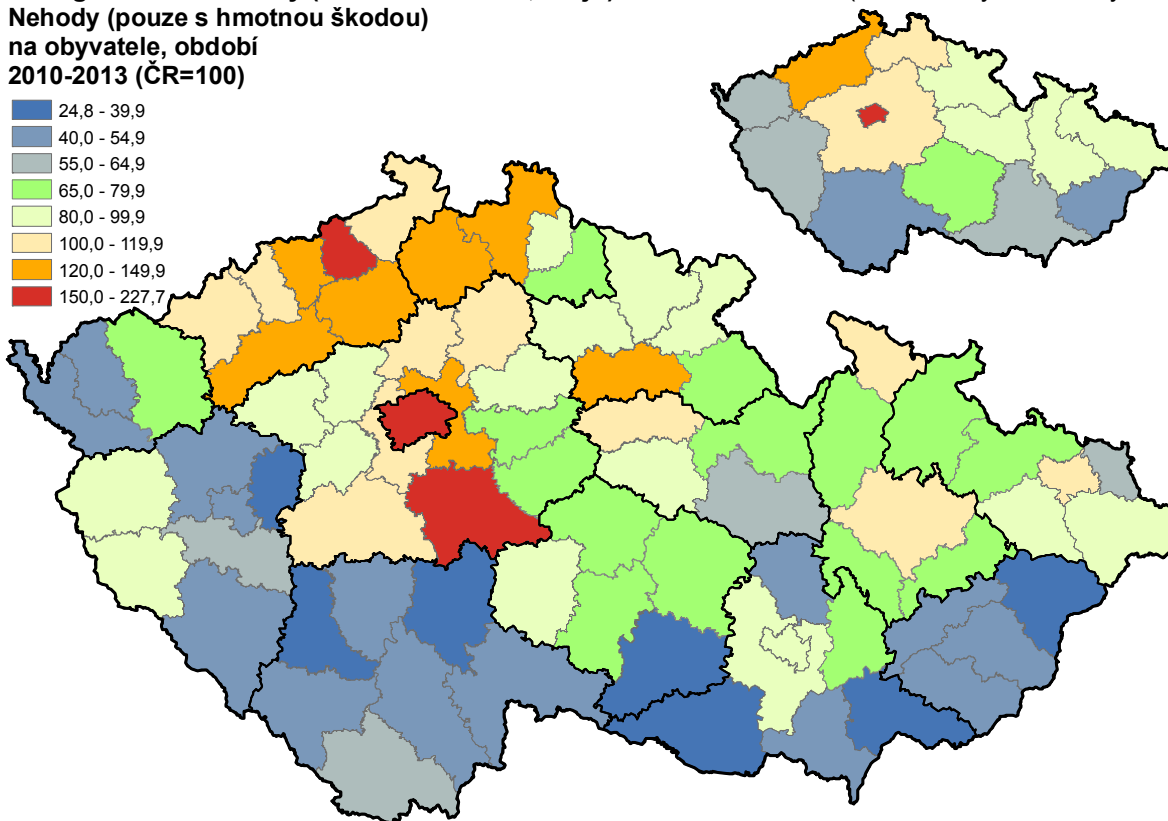 Nehody (pouze s hmotnou škodou)
na obyvatele, období
2010-2013 (ČR=100)
24,8 - 39,9
40,0 - 54,9
55,0 - 64,9
65,0 - 79,9
80,0 - 99,9
100,0 - 119,9
120,0 - 149,9
150,0 - 227,7